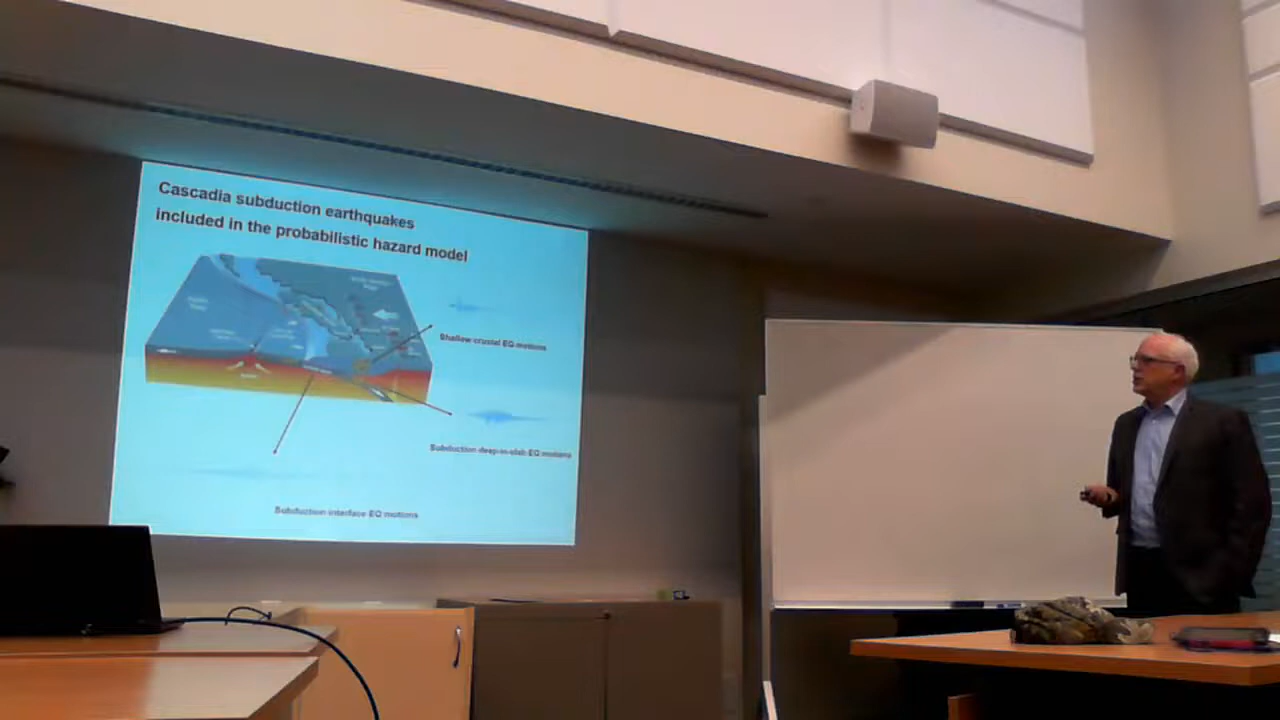 Cascadia subduction earthquakes
included in the probabilistic hazard model
Shallow crustal EQ motions
Subduction deep in-slab EQ motions
Subduction interface EQ motions